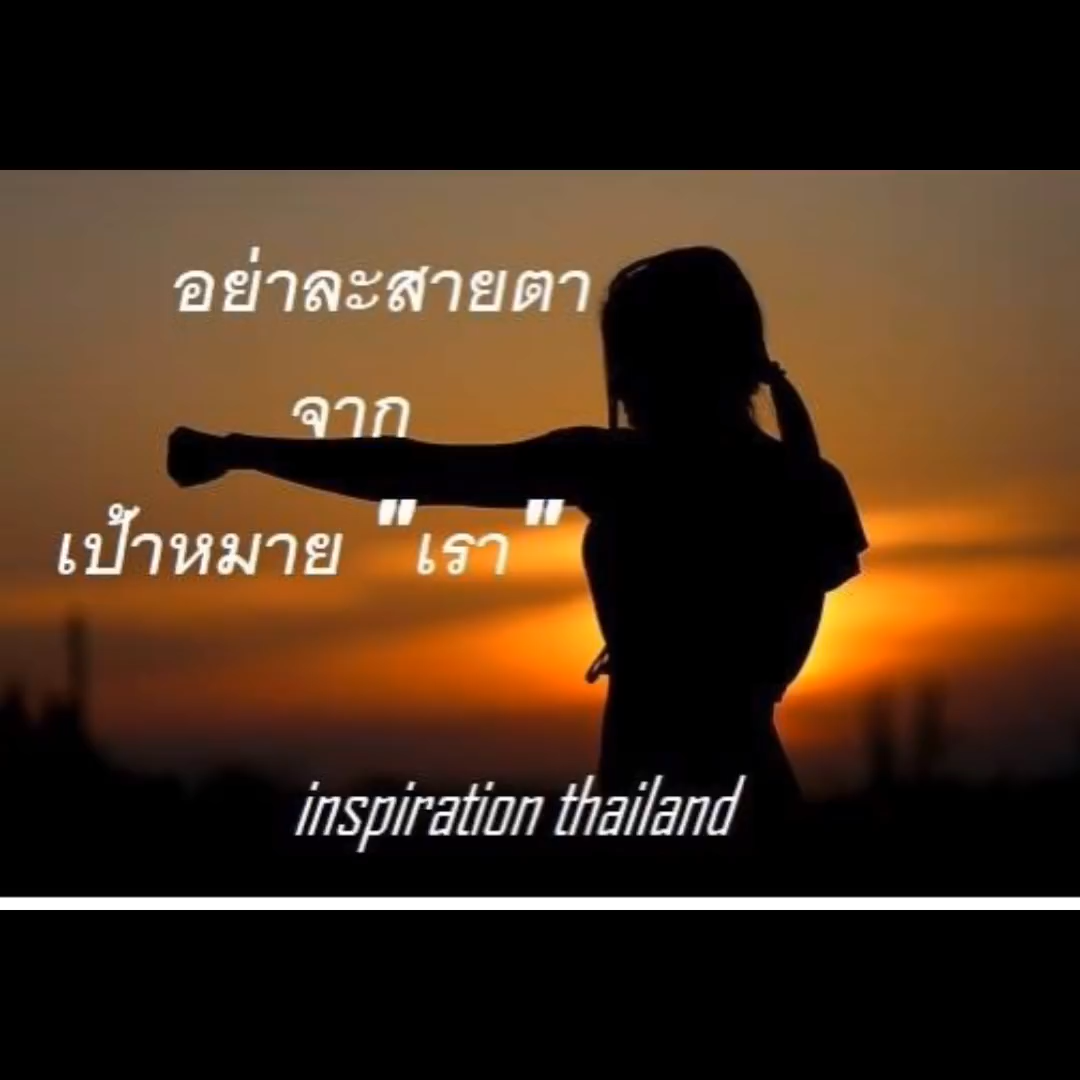 อย่าละสายตา
จาก
เป้าหมาย "เรา"
inspiration thailand